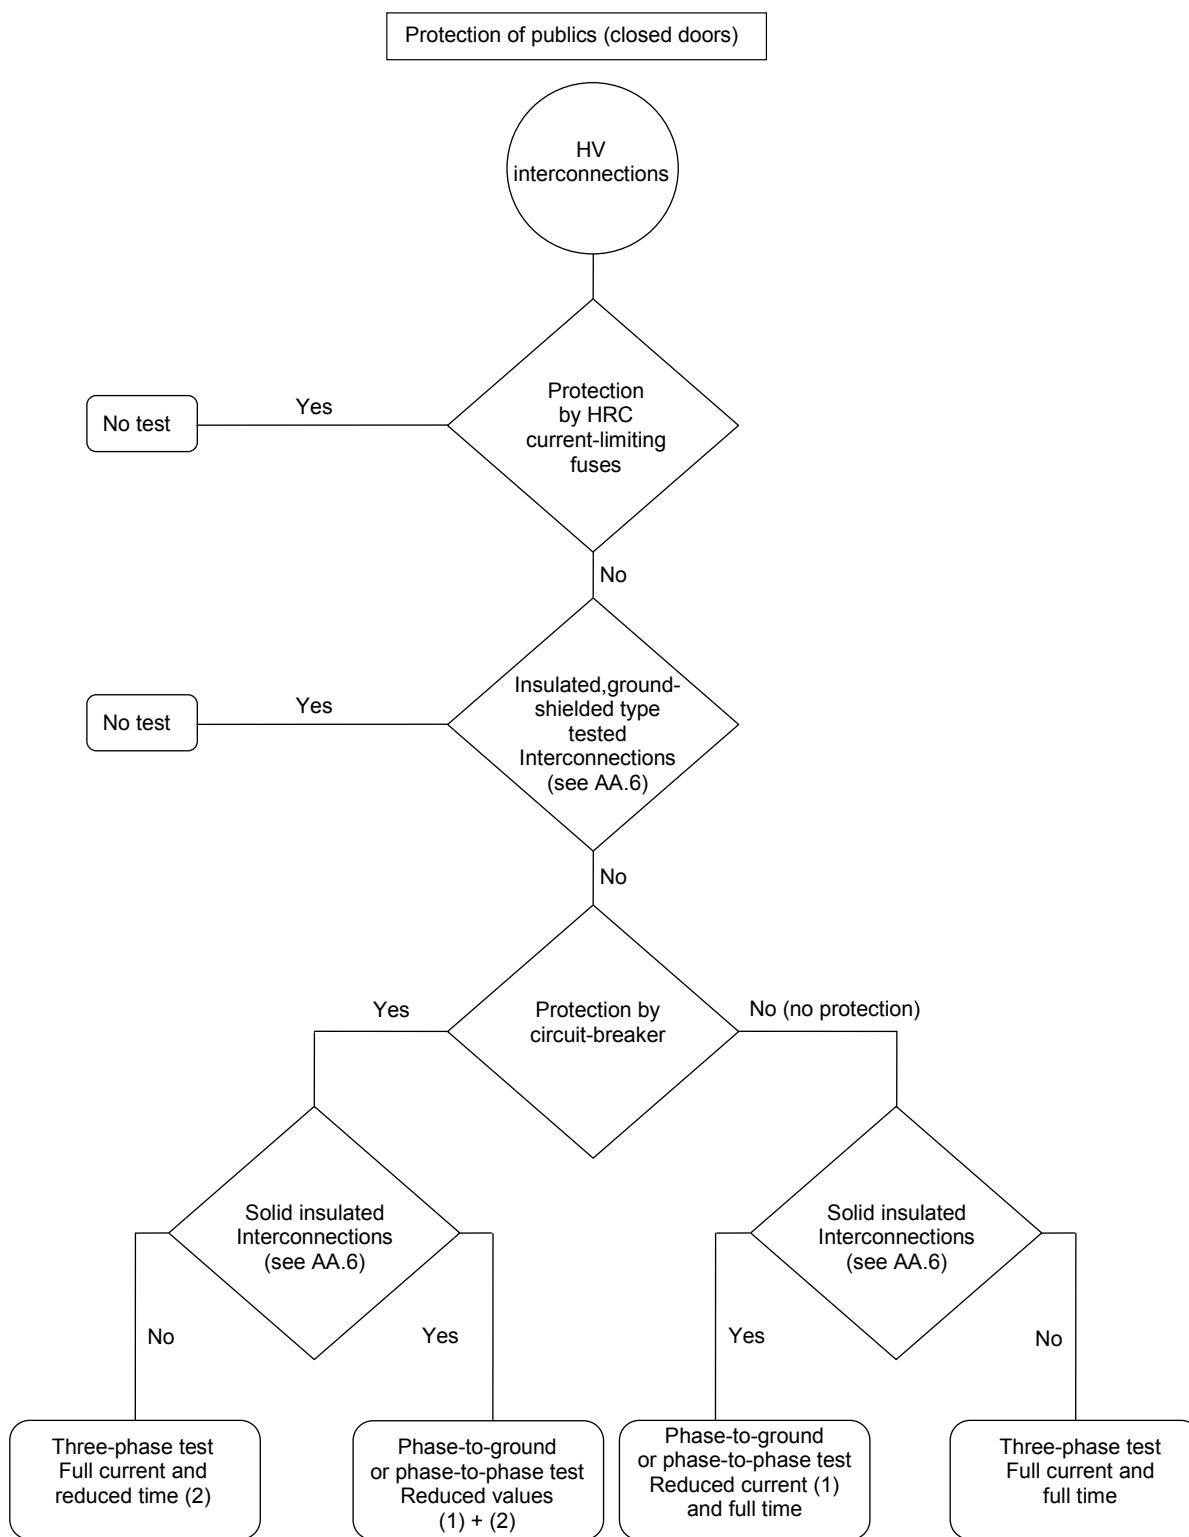 Protection of publics (closed doors)
HV
interconnections
Protection
by HRC
current-limiting
fuses
Yes
No test
No
Insulated,ground-
shielded type
tested
Interconnections
(see AA.6)
Yes
No test
No
Protection by
circuit-breaker
Yes
No (no protection)
Solid insulated
Interconnections
(see AA.6)
Solid insulated
Interconnections
(see AA.6)
No
Yes
Yes
No
Three-phase test
Full current and
reduced time (2)
Phase-to-ground
or phase-to-phase test
Reduced values
(1) + (2)
Phase-to-ground
or phase-to-phase test
Reduced current (1)
and full time
Three-phase test
Full current and
full time